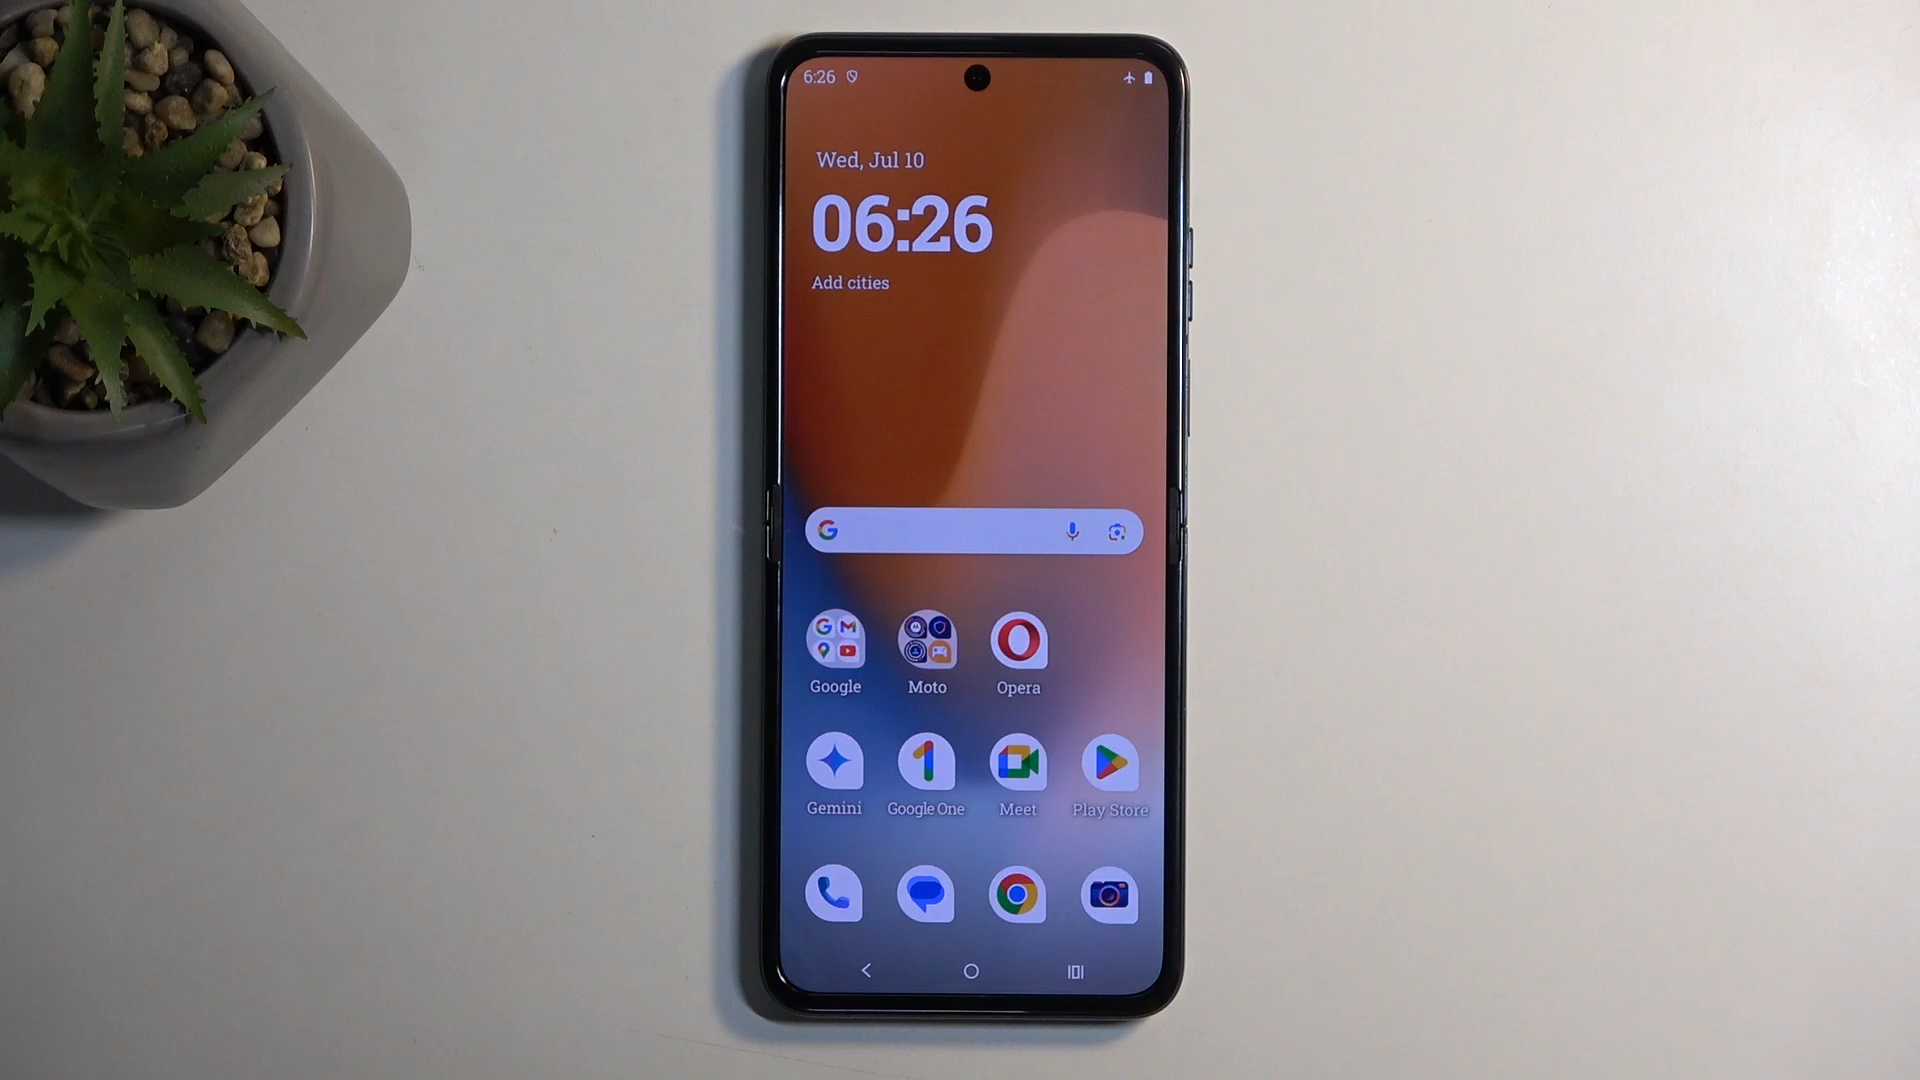 6:26
Wed, Jul 10
06:26
Add cities
Google Moto Opera
Gemini Google One Meet Play Store